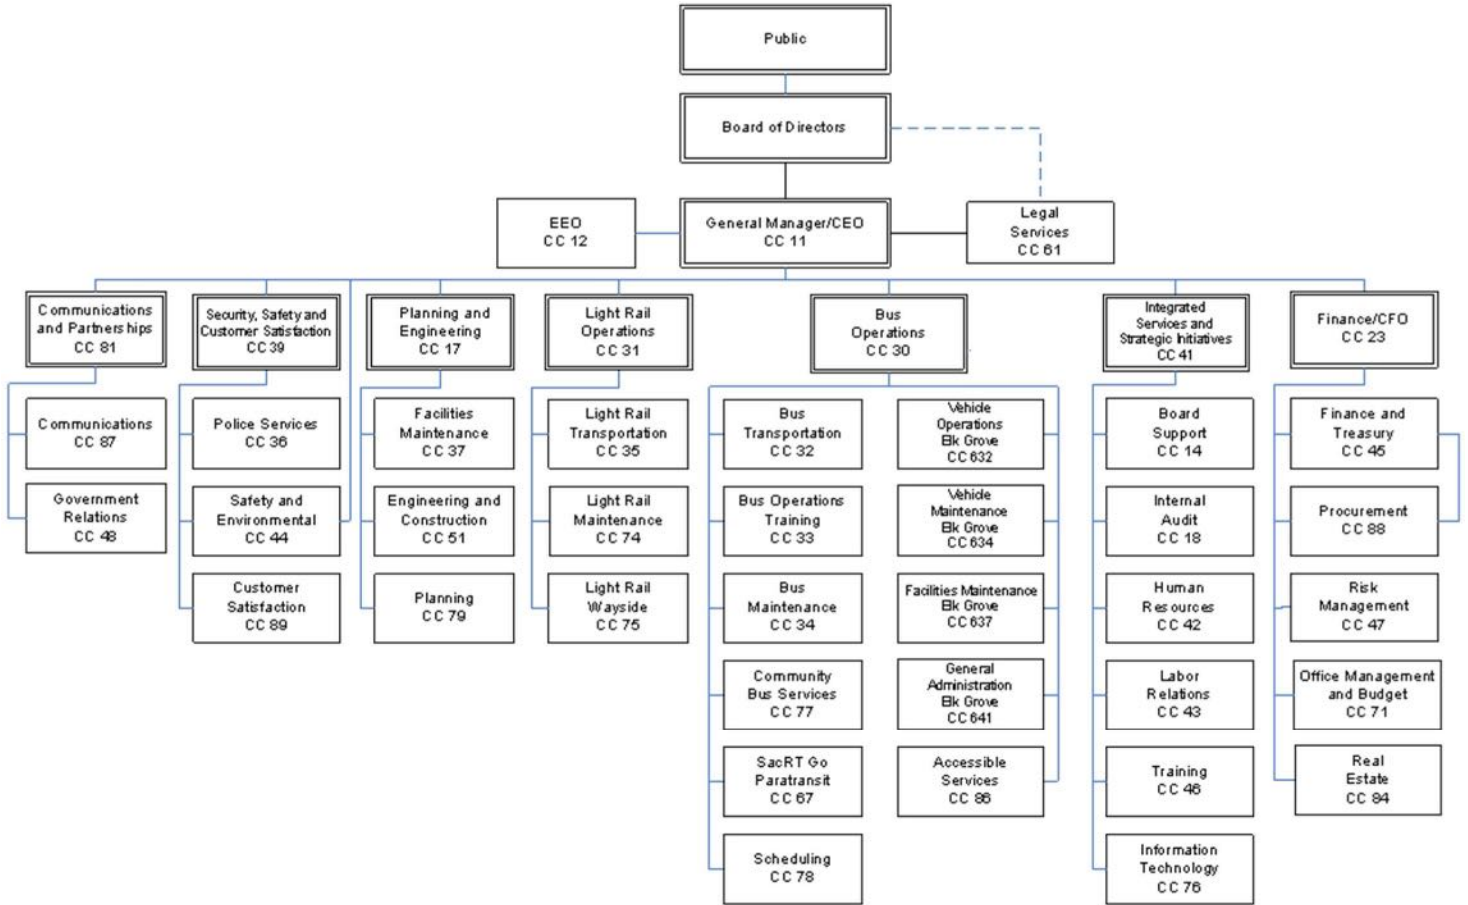 Public
Board of Directors
EEO
CC 12
General Manager/CEO
CC 11
Legal
Services
CC 61
Communications
and Partnerships
CC 81
Security, Safety and
Customer Satisfaction
CC 39
Planning and
Engineering
CC 17
Light Rail
Operations
CC 31
Bus
Operations
CC 30
Integrated
Services and
Strategic Initiatives
CC 41
Finance/CFO
CC 23
Communications
CC 87
Government
Relations
CC 48
Police Services
CC 36
Safety and
Environmental
CC 44
Customer
Satisfaction
CC 89
Facilities
Maintenance
CC 37
Engineering and
Construction
CC 51
Planning
CC 79
Light Rail
Transportation
CC 35
Light Rail
Maintenance
CC 74
Light Rail
Wayside
CC 75
Bus
Transportation
CC 32
Bus Operations
Training
CC 33
Bus
Maintenance
CC 34
Community
Bus Services
CC 77
SacRT Go
Paratransit
CC 67
Scheduling
CC 78
Vehicle
Operations
Elk Grove
CC 632
Vehicle
Maintenance
Elk Grove
CC 634
Facilities Maintenance
Elk Grove
CC 637
General
Administration
Elk Grove
CC 641
Accessible
Services
CC 86
Board
Support
CC 14
Internal
Audit
CC 18
Human
Resources
CC 42
Labor
Relations
CC 43
Training
CC 46
Information
Technology
CC 76
Finance and
Treasury
CC 45
Procurement
CC 88
Risk
Management
CC 47
Office Management
and Budget
CC 71
Real
Estate
CC 84